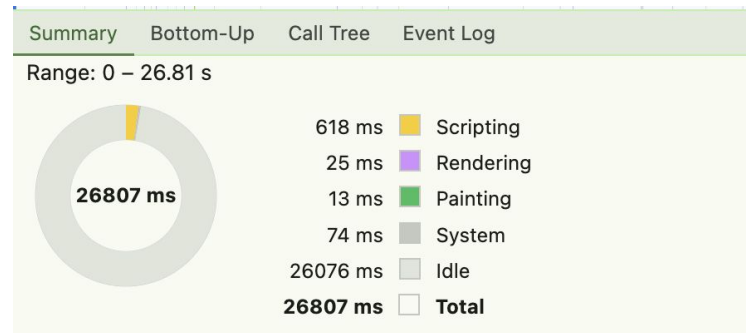 Summary Bottom-Up Call Tree Event Log
Range: 0 – 26.81 s
618 ms Scripting
25 ms Rendering
26807 ms
13 ms Painting
74 ms System
26076 ms Idle
26807 ms Total